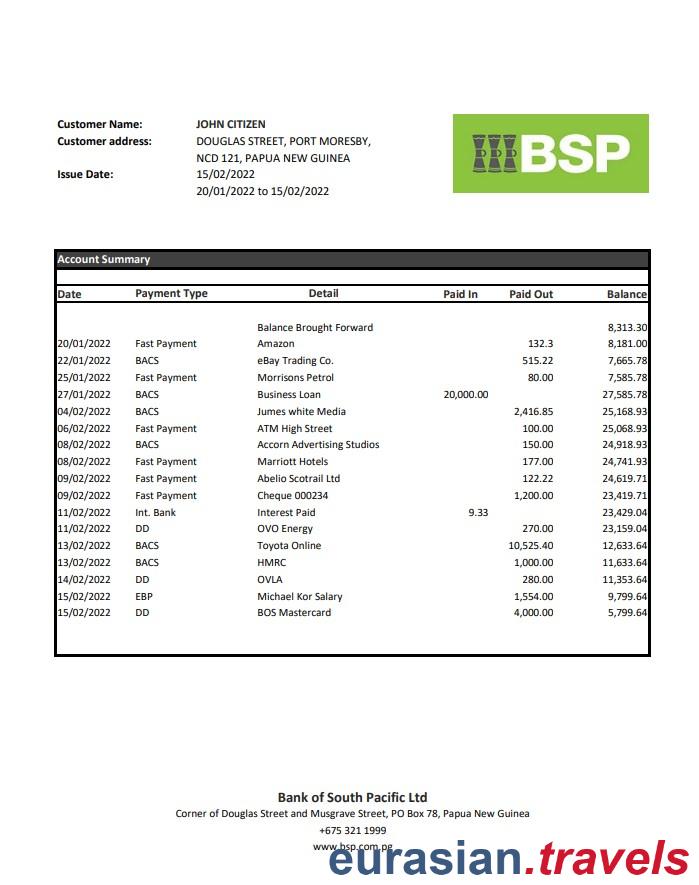 Customer Name: JOHN CITIZEN
Customer address: DOUGLAS STREET, PORT MORESBY,
NCD 121, PAPUA NEW GUINEA
Issue Date: 15/02/2022
20/01/2022 to 15/02/2022
BSP
Account Summary
Date Payment Type Detail Paid In Paid Out Balance
Balance Brought Forward 8,313.30
20/01/2022 Fast Payment Amazon 132.3 8,181.00
22/01/2022 BACS eBay Trading Co. 515.22 7,665.78
25/01/2022 Fast Payment Morrisons Petrol 80.00 7,585.78
27/01/2022 BACS Business Loan 20,000.00 27,585.78
04/02/2022 BACS Jumes white Media 2,416.85 25,168.93
06/02/2022 Fast Payment ATM High Street 100.00 25,068.93
08/02/2022 BACS Accorn Advertising Studios 150.00 24,918.93
08/02/2022 Fast Payment Marriott Hotels 177.00 24,741.93
09/02/2022 Fast Payment Abelio Scotrail Ltd 122.22 24,619.71
09/02/2022 Fast Payment Cheque 000234 1,200.00 23,419.71
11/02/2022 Int. Bank Interest Paid 9.33 23,429.04
11/02/2022 DD OVO Energy 270.00 23,159.04
13/02/2022 BACS Toyota Online 10,525.40 12,633.64
13/02/2022 BACS HMRC 1,000.00 11,633.64
14/02/2022 DD OVLA 280.00 11,353.64
15/02/2022 EBP Michael Kor Salary 1,554.00 9,799.64
15/02/2022 DD BOS Mastercard 4,000.00 5,799.64
Bank of South Pacific Ltd
Corner of Douglas Street and Musgrave Street, PO Box 78, Papua New Guinea
+675 321 1999
www.bsp.com.pg
eurasian.travels